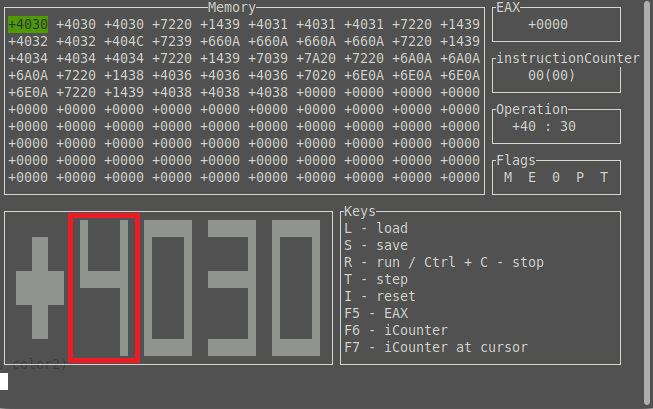 Memory
+4030 +4030 +4030 +7220 +1439 +4031 +4031 +4031 +7220 +1439
+4032 +4032 +404C +7239 +660A +660A +660A +660A +7220 +1439
+4034 +4034 +4034 +7220 +1439 +7039 +7A20 +7220 +6A0A +6A0A
+6A0A +7220 +1438 +4036 +4036 +4036 +7020 +6E0A +6E0A +6E0A
+6E0A +7220 +1439 +4038 +4038 +4038 +0000 +0000 +0000 +0000
+0000 +0000 +0000 +0000 +0000 +0000 +0000 +0000 +0000 +0000
+0000 +0000 +0000 +0000 +0000 +0000 +0000 +0000 +0000 +0000
+0000 +0000 +0000 +0000 +0000 +0000 +0000 +0000 +0000 +0000
+0000 +0000 +0000 +0000 +0000 +0000 +0000 +0000 +0000 +0000
+0000 +0000 +0000 +0000 +0000 +0000 +0000 +0000 +0000 +0000
EAX
+0000
instructionCounter
00(00)
Operation
+40 : 30
Flags
M E 0 P T
+4030
color2)
Keys
L - load
S - save
R - run / Ctrl + C - stop
T - step
I - reset
F5 - EAX
F6 - iCounter
F7 - iCounter at cursor